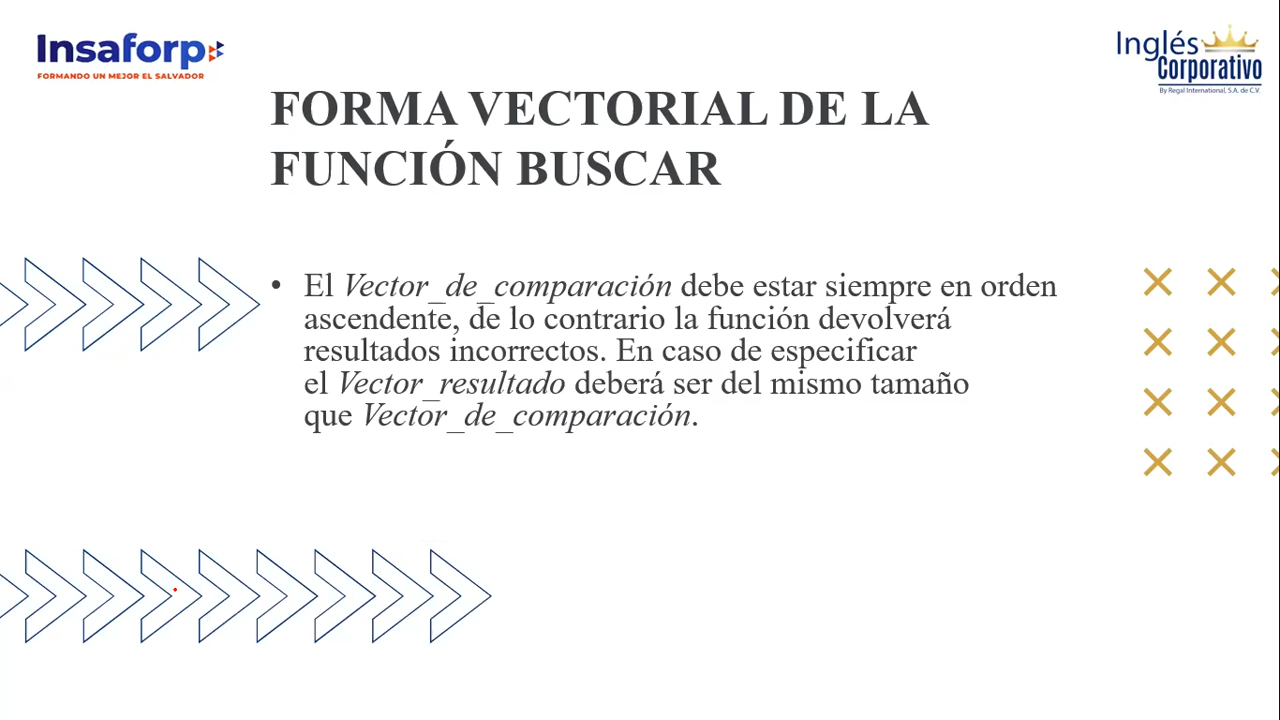 Insaforp
FORMANDO UN MEJOR EL SALVADOR
Inglés
Corporativo
By Regal International, S.A. de C.V.
FORMA VECTORIAL DE LA
FUNCIÓN BUSCAR
• El Vector_de_comparación debe estar siempre en orden
ascendente, de lo contrario la función devolverá
resultados incorrectos. En caso de especificar
el Vector_resultado deberá ser del mismo tamaño
que Vector_de_comparación.